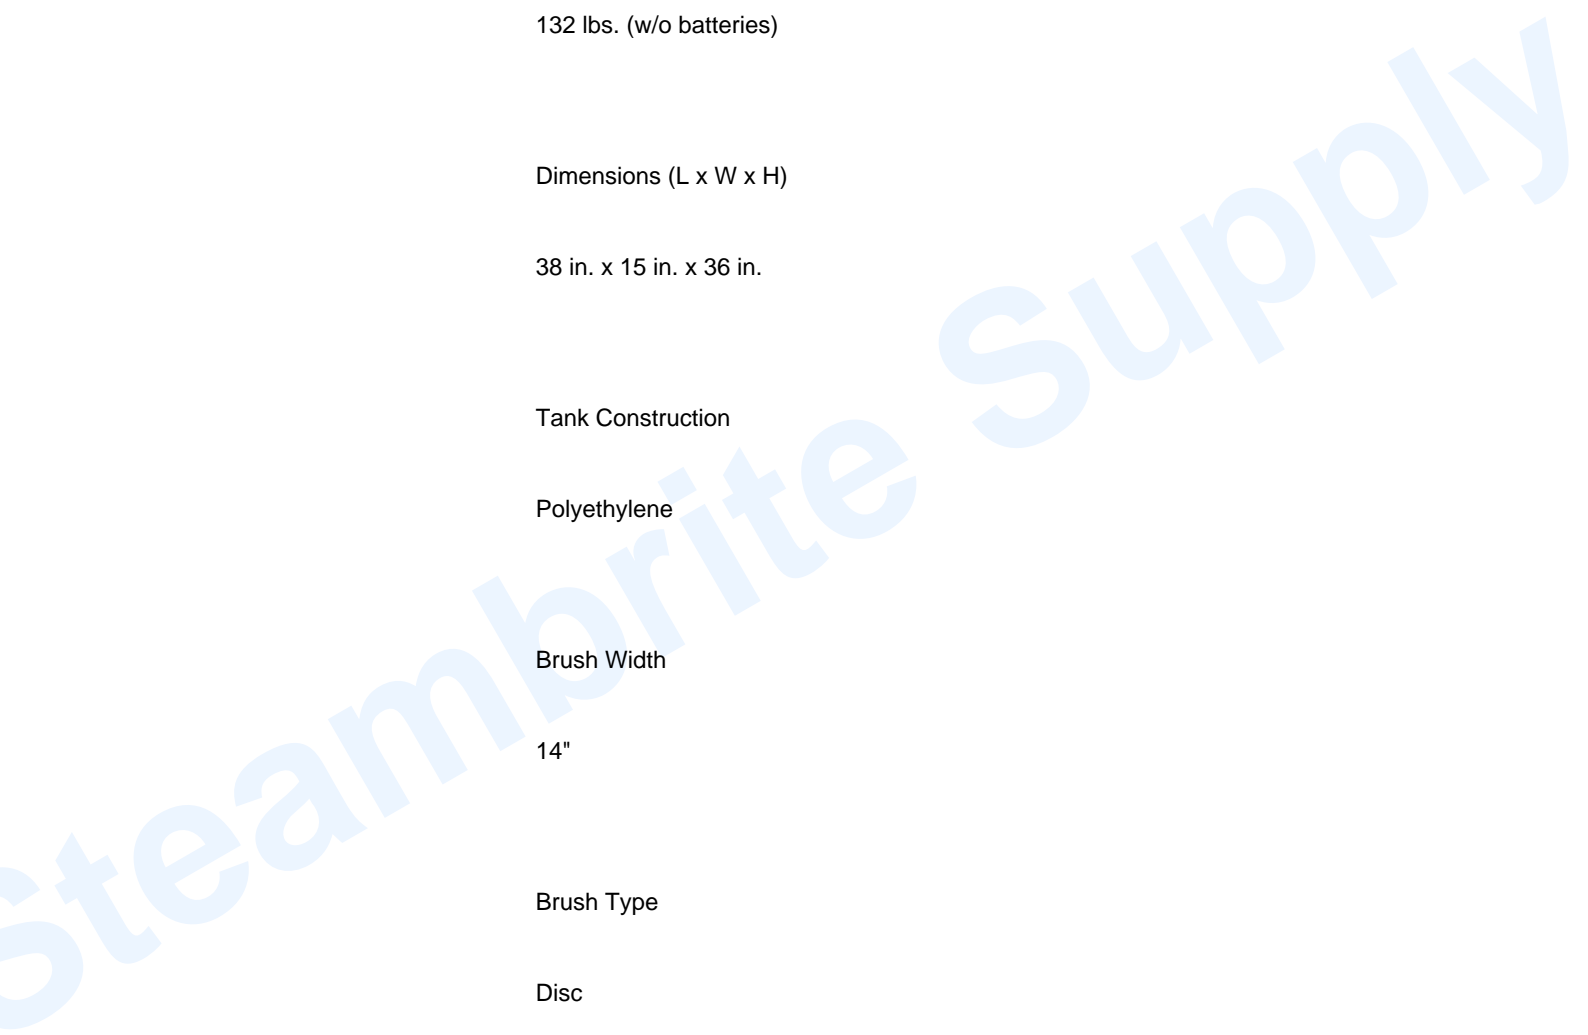 132 lbs. (w/o batteries)
Dimensions (L x W x H)
38 in. x 15 in. x 36 in.
Tank Construction
Polyethylene
Brush Width
14"
Brush Type
Disc
Steambrite Supply